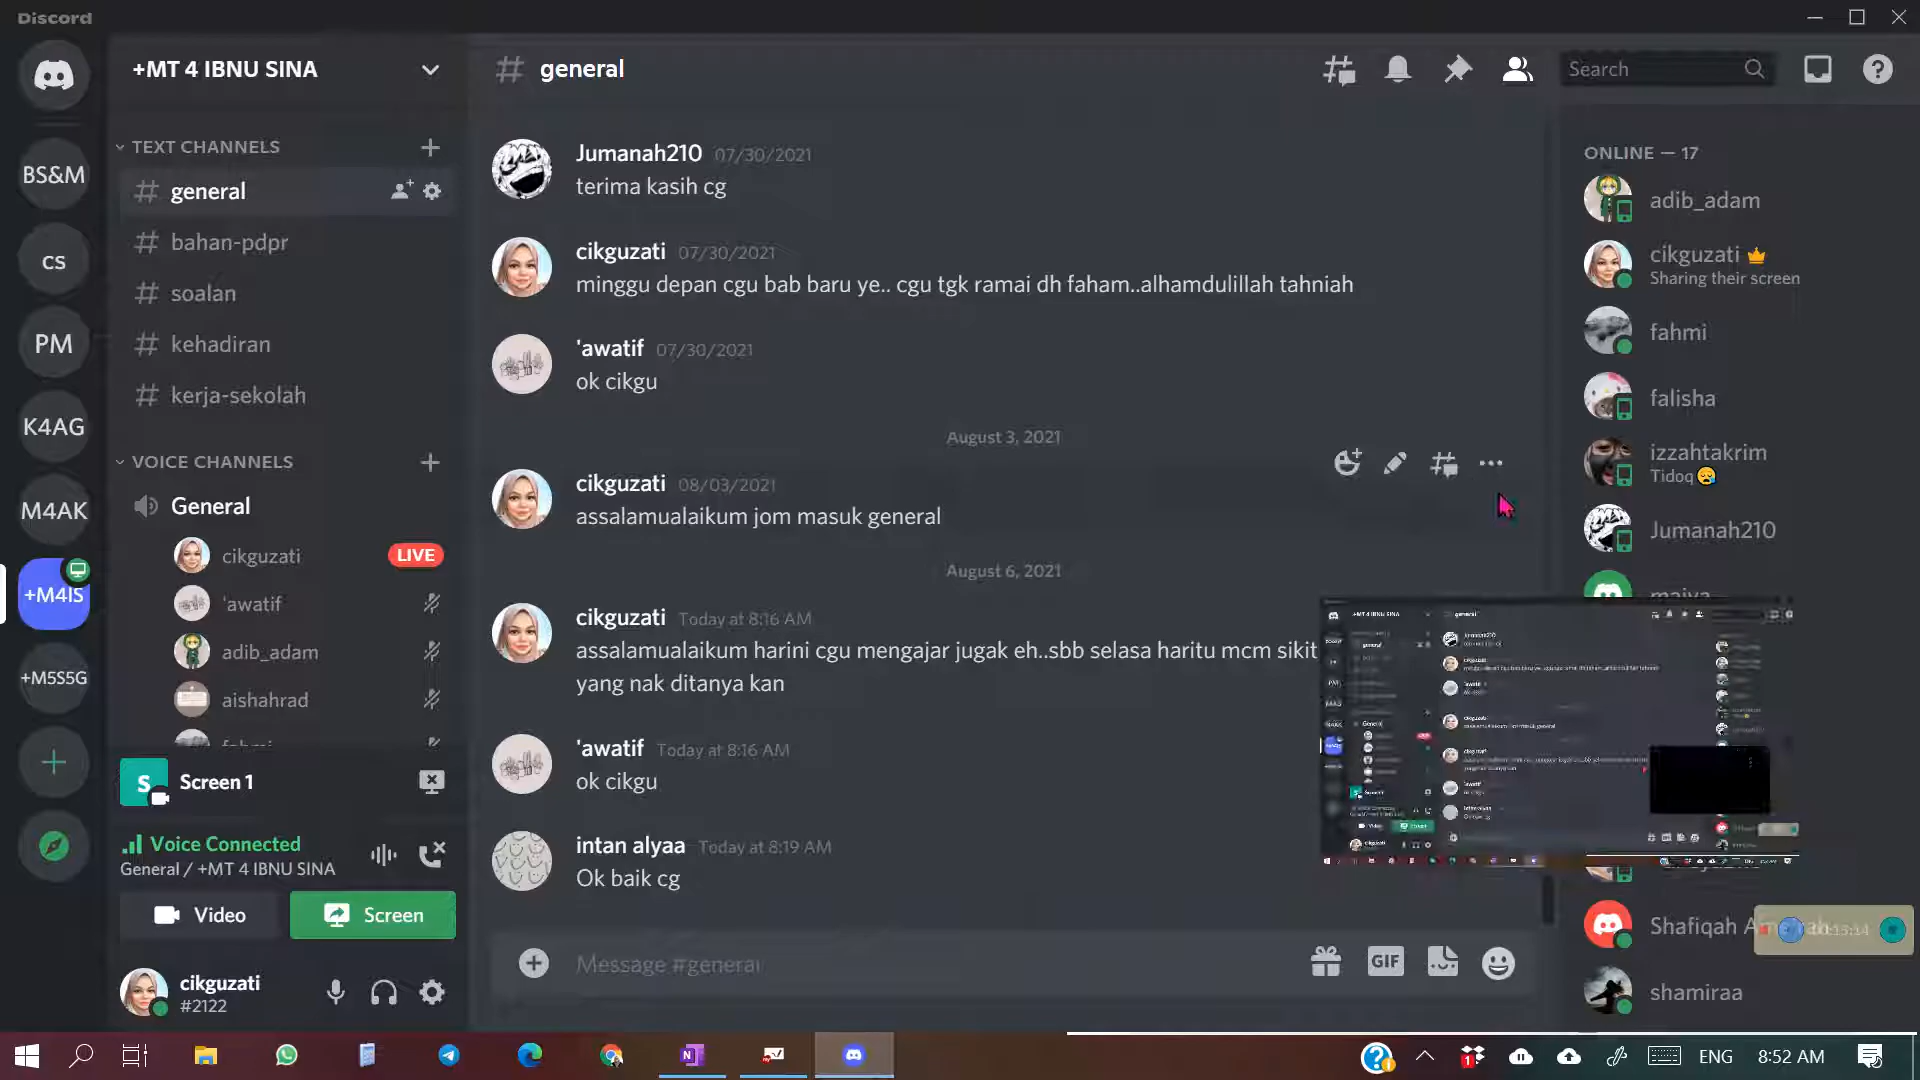 Discord
BS&M
cs
PM
K4AG
M4AK
+M4IS
+M5S5G
+MT 4 IBNU SINA
TEXT CHANNELS
general
bahan-pdpr
soalan
kehadiran
kerja-sekolah
VOICE CHANNELS
General
cikguzati LIVE
'awatif
adib_adam
aishahrad
S Screen 1
Voice Connected
General / +MT 4 IBNU SINA
Video Screen
cikguzati
#2122
general
Search
Jumanah210 07/30/2021
terima kasih cg
cikguzati 07/30/2021
minggu depan cgu bab baru ye.. cgu tgk ramai dh faham..alhamdulillah tahniah
'awatif 07/30/2021
ok cikgu
August 3, 2021
cikguzati 08/03/2021
assalamualaikum jom masuk general
August 6, 2021
cikguzati Today at 8:16 AM
assalamualaikum harini cgu mengajar jugak eh..sbb selasa haritu mcm sikit
yang nak ditanya kan
'awatif Today at 8:16 AM
ok cikgu
intan alyaa Today at 8:19 AM
Ok baik cg
Message #general
GIF
ONLINE — 17
adib_adam
cikguzati
Sharing their screen
fahmi
falisha
izzahtakrim
Tidoq
Jumanah210
Shafiqah
shamiraa
ENG 8:52 AM